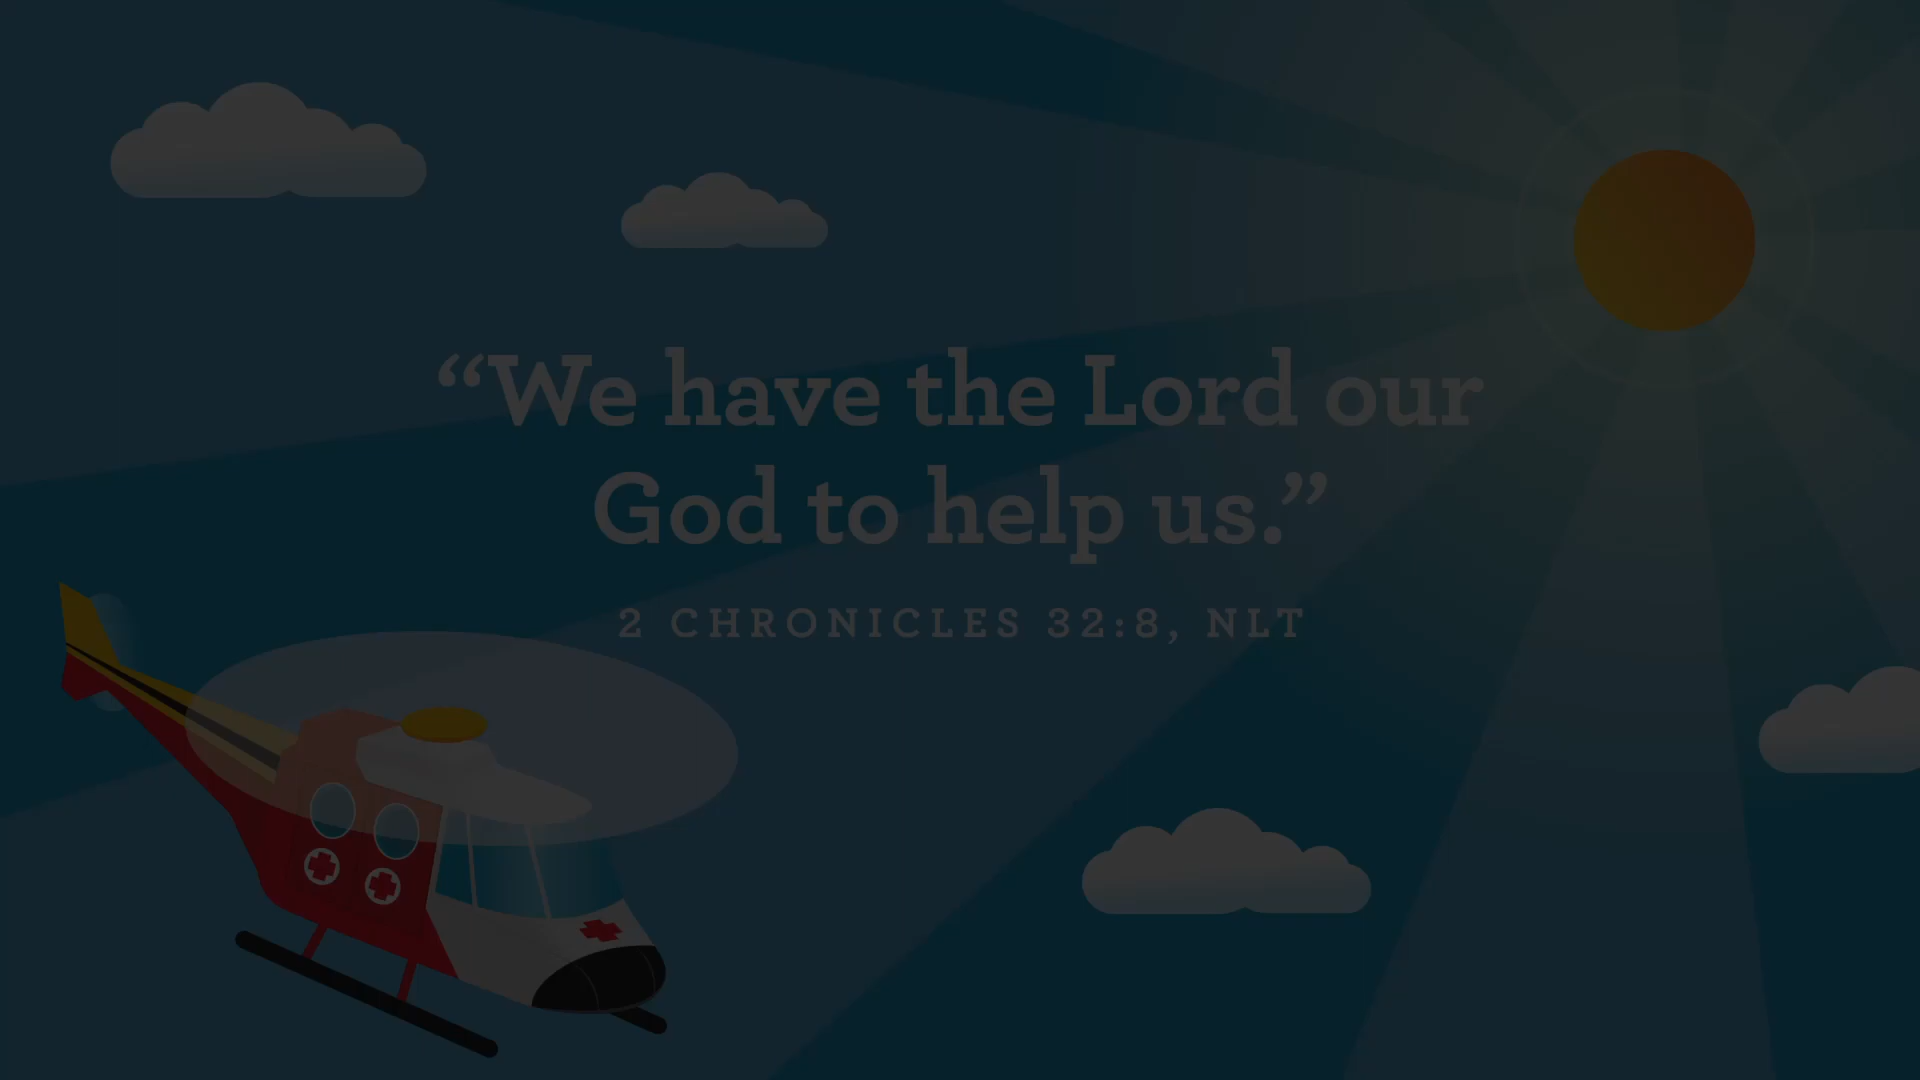 “We have the Lord our
God to help us.”
2 CHRONICLES 32:8, NLT